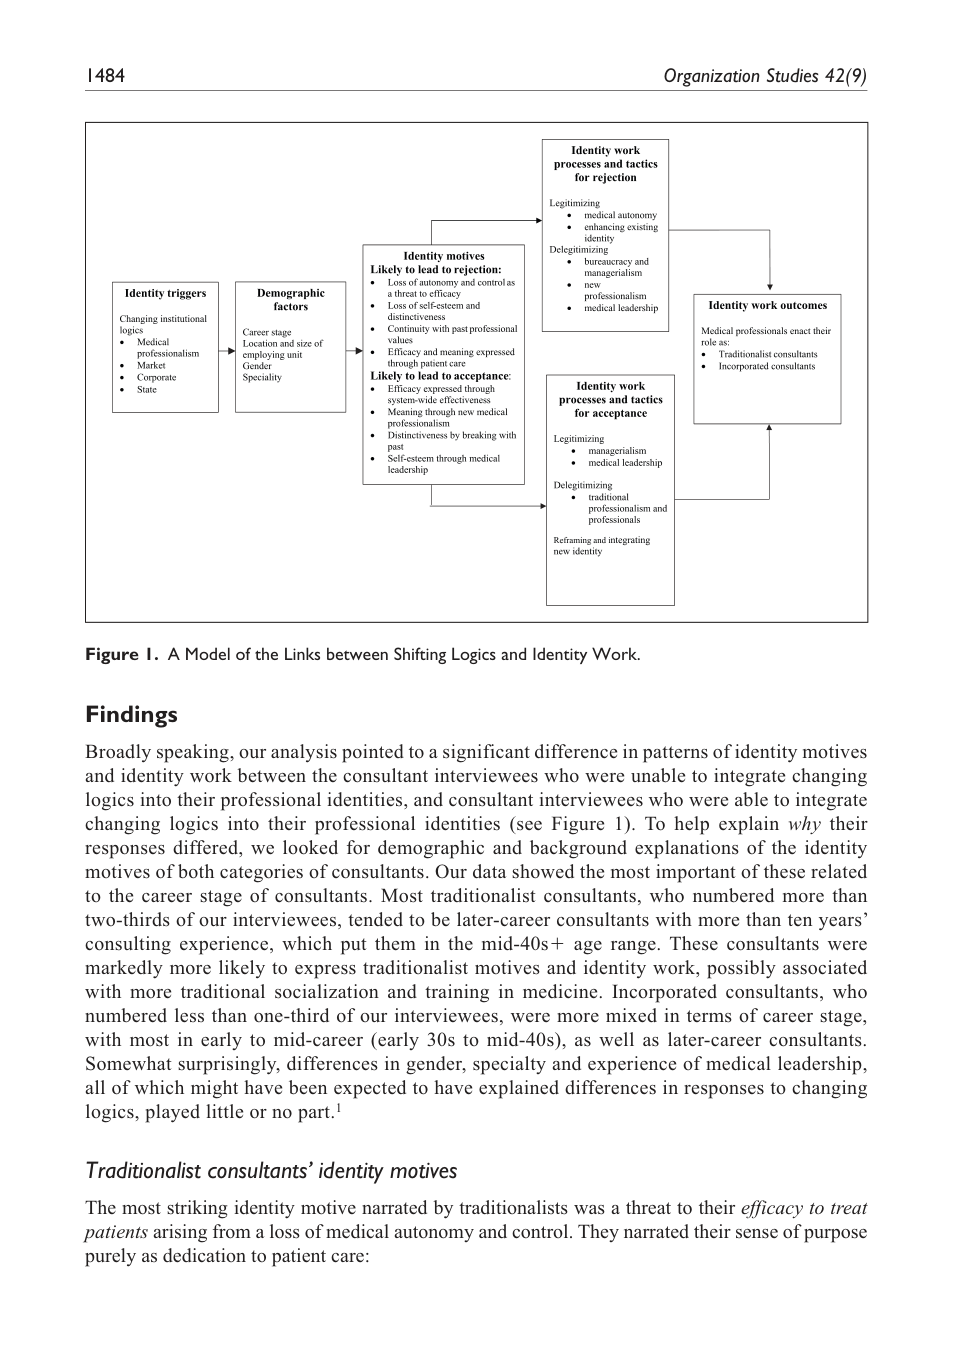 1484
Organization Studies 42(9)
Identity triggers
Changing institutional
logics
• Medical
professionalism
• Market
• Corporate
• State
Demographic
factors
Career stage
Location and size of
employing unit
Gender
Speciality
Identity motives
Likely to lead to rejection:
• Loss of autonomy and control as
a threat to efficacy
• Loss of self-esteem and
distinctiveness
• Continuity with past professional
values
• Efficacy and meaning expressed
through patient care
Likely to lead to acceptance:
• Efficacy expressed through
system-wide effectiveness
• Meaning through new medical
professionalism
• Distinctiveness by breaking with
past
• Self-esteem through medical
leadership
Identity work
processes and tactics
for rejection
Legitimizing
• medical autonomy
• enhancing existing
identity
Delegitimizing
• bureaucracy and
managerialism
• new
professionalism
• medical leadership
Identity work
processes and tactics
for acceptance
Legitimizing
• managerialism
• medical leadership
Delegitimizing
• traditional
professionalism and
professionals
Reframing and integrating
new identity
Identity work outcomes
Medical professionals enact their
role as:
• Traditionalist consultants
• Incorporated consultants
Figure 1. A Model of the Links between Shifting Logics and Identity Work.
Findings
Broadly speaking, our analysis pointed to a significant difference in patterns of identity motives
and identity work between the consultant interviewees who were unable to integrate changing
logics into their professional identities, and consultant interviewees who were able to integrate
changing logics into their professional identities (see Figure 1). To help explain why their
responses differed, we looked for demographic and background explanations of the identity
motives of both categories of consultants. Our data showed the most important of these related
to the career stage of consultants. Most traditionalist consultants, who numbered more than
two-thirds of our interviewees, tended to be later-career consultants with more than ten years’
consulting experience, which put them in the mid-40s+ age range. These consultants were
markedly more likely to express traditionalist motives and identity work, possibly associated
with more traditional socialization and training in medicine. Incorporated consultants, who
numbered less than one-third of our interviewees, were more mixed in terms of career stage,
with most in early to mid-career (early 30s to mid-40s), as well as later-career consultants.
Somewhat surprisingly, differences in gender, specialty and experience of medical leadership,
all of which might have been expected to have explained differences in responses to changing
logics, played little or no part.1
Traditionalist consultants’ identity motives
The most striking identity motive narrated by traditionalists was a threat to their efficacy to treat
patients arising from a loss of medical autonomy and control. They narrated their sense of purpose
purely as dedication to patient care: